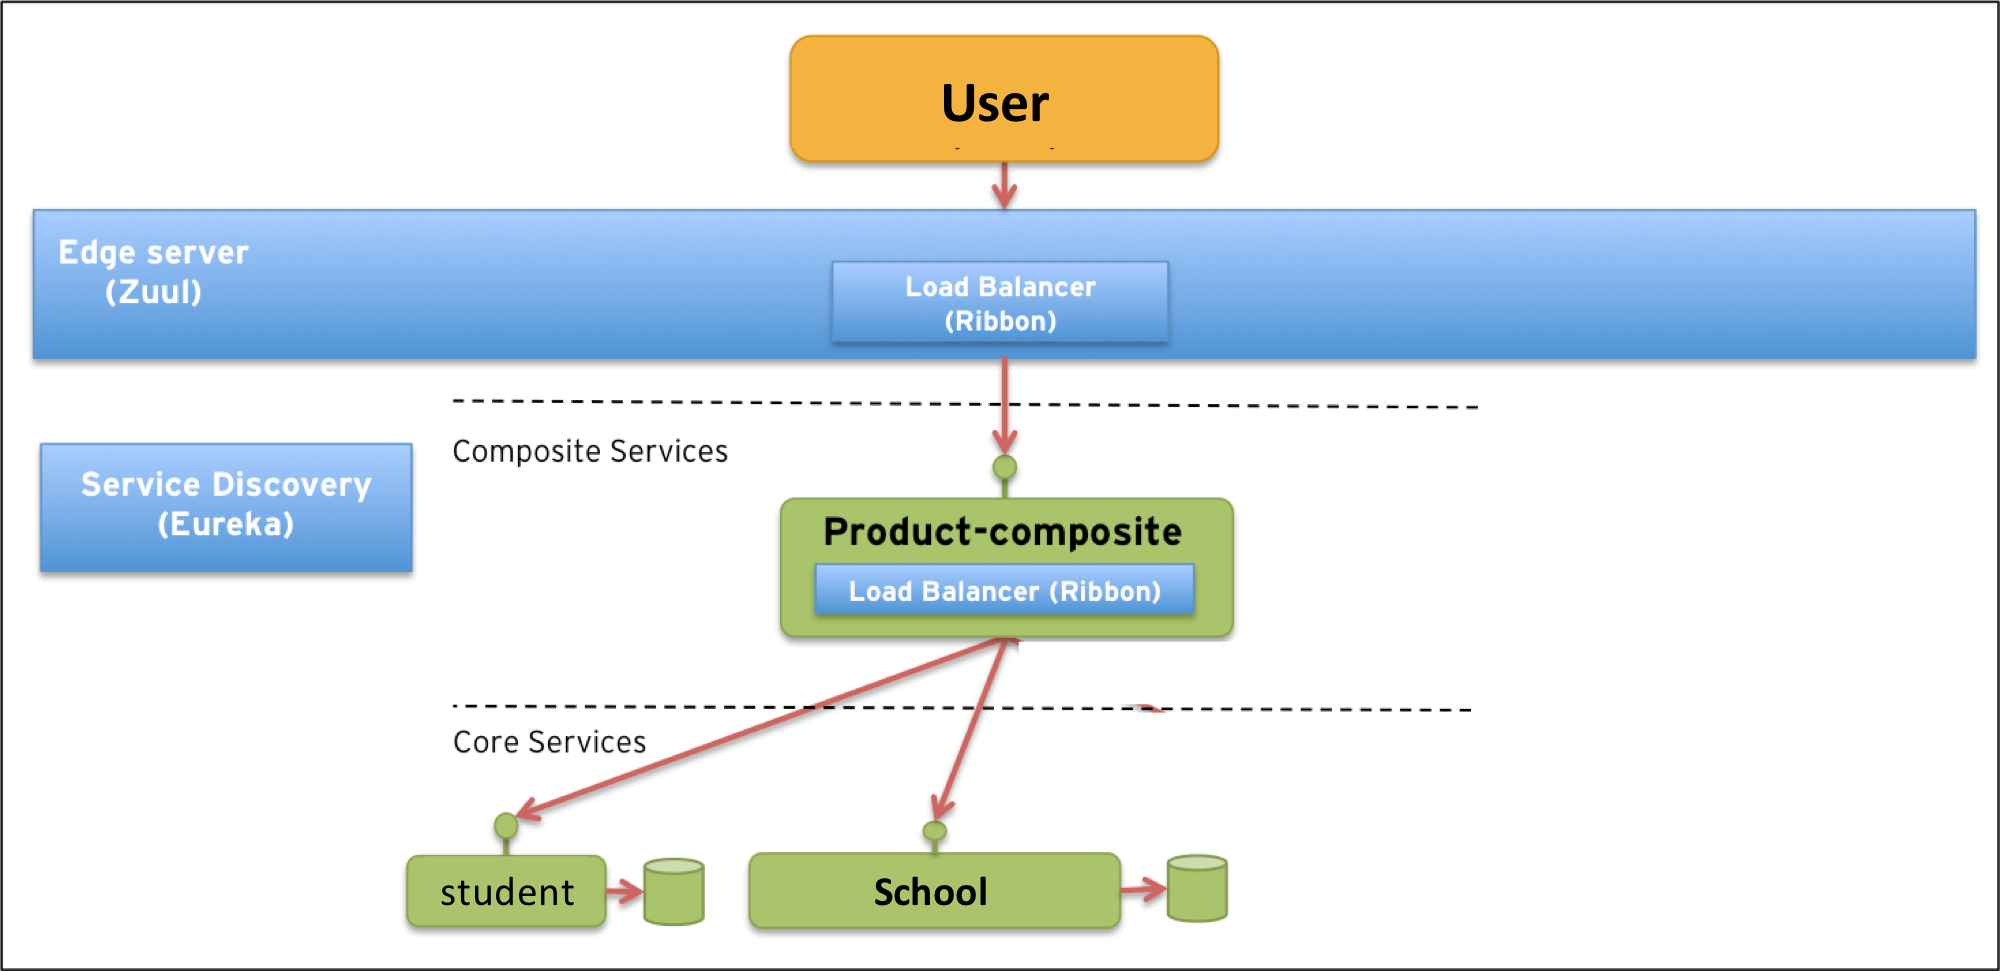 User
Edge server
(Zuul)
Load Balancer
(Ribbon)
Composite Services
Service Discovery
(Eureka)
Product-composite
Load Balancer (Ribbon)
Core Services
student
School